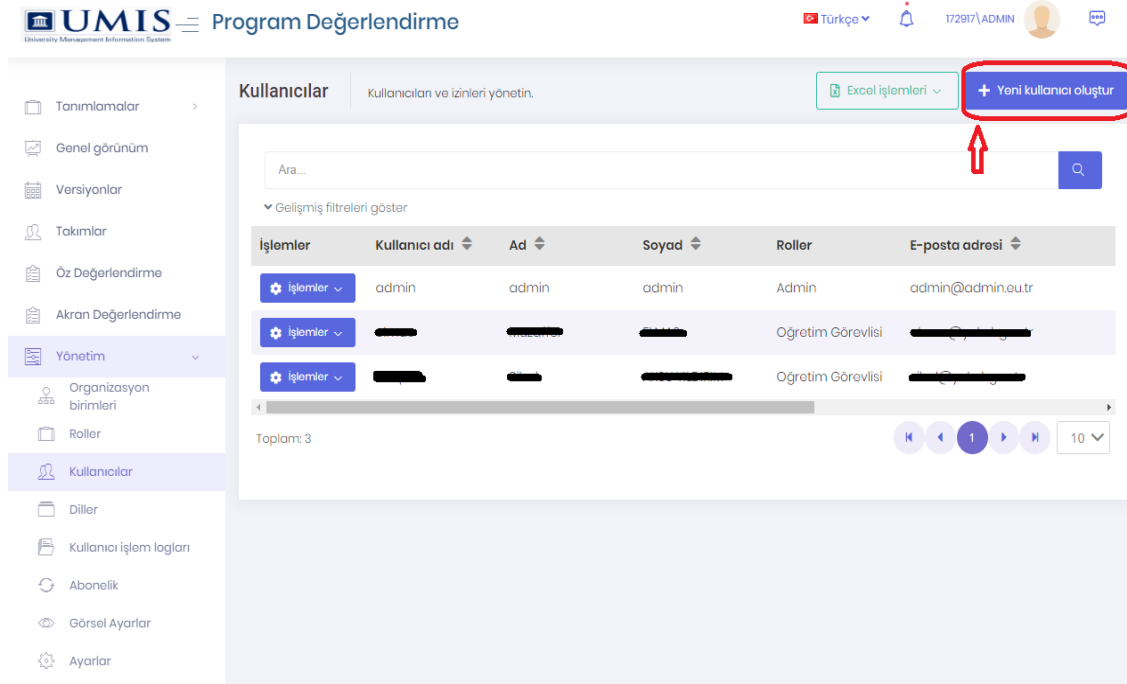 UMIS
University Management Information System
Program Değerlendirme
Türkçe
172917\ADMIN
Tanımlamalar
Genel görünüm
Versiyonlar
Takımlar
Öz Değerlendirme
Akran Değerlendirme
Yönetim
Organizasyon
birimleri
Roller
Kullanıcılar
Diller
Kullanıcı işlem logları
Abonelik
Görsel Ayarlar
Ayarlar
Kullanıcılar
Kullanıcıları ve izinleri yönetin.
Excel işlemleri
+ Yeni kullanıcı oluştur
Ara...
Gelişmiş filtreleri göster
İşlemler Kullanıcı adı Ad Soyad Roller E-posta adresi
İşlemler admin admin admin Admin admin@admin.eu.tr
İşlemler Öğretim Görevlisi
İşlemler Öğretim Görevlisi
Toplam: 3
1
10